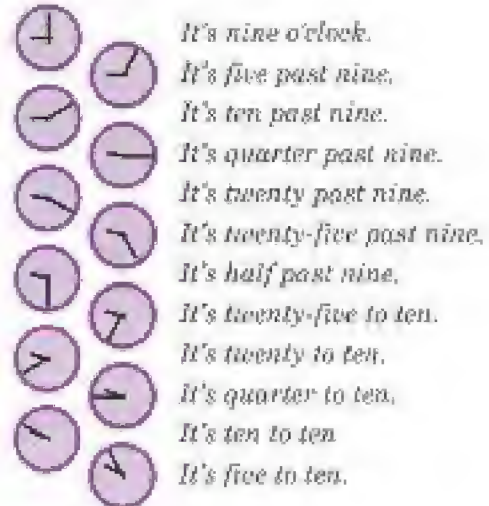 It's nine o'clock.
It's five past nine.
It's ten past nine.
It's quarter past nine.
It's twenty past nine.
It's twenty-five past nine.
It's half past nine.
It's twenty-five to ten.
It's twenty to ten.
It's quarter to ten.
It's ten to ten
It's five to ten.